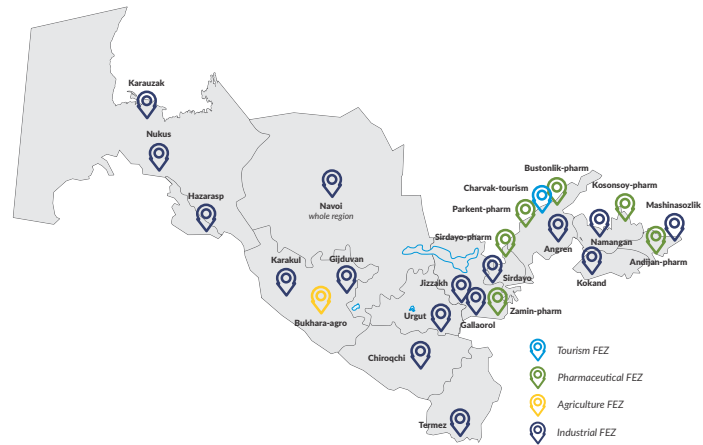 Karauzak
Nukus
Hazarasp
Navoi
whole region
Bustonlik-pharm
Charvak-tourism
Kosonsoy-pharm
Parkent-pharm
Mashinasozlik
Sirdayo-pharm
Angren
Namangan
Andijan-pharm
Karakul
Gijduvan
Sirdayo
Kokand
Jizzakh
Bukhara-agro
Urgut
Zamin-pharm
Gallaorol
Chiroqchi
Termez
Tourism FEZ
Pharmaceutical FEZ
Agriculture FEZ
Industrial FEZ